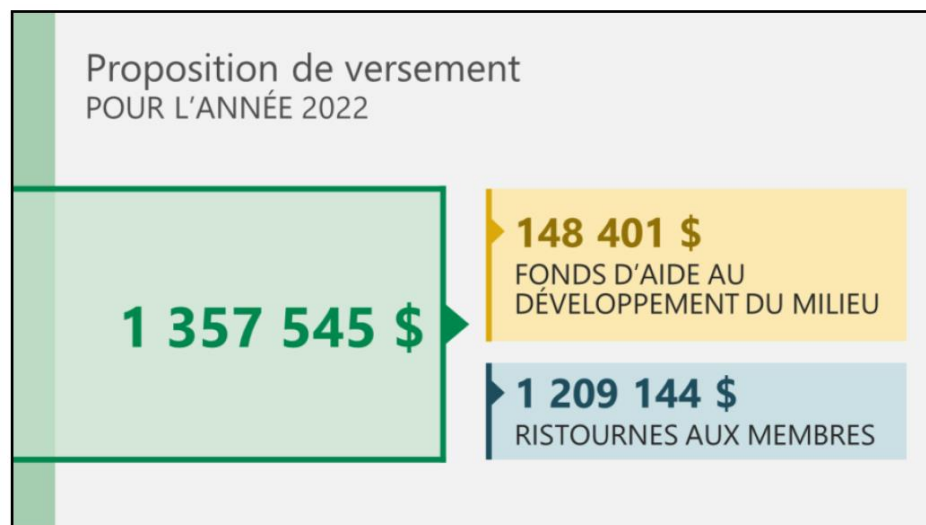 Proposition de versement
POUR L'ANNÉE 2022
1 357 545 $
148 401 $
FONDS D'AIDE AU
DÉVELOPPEMENT DU MILIEU
1 209 144 $
RISTOURNES AUX MEMBRES